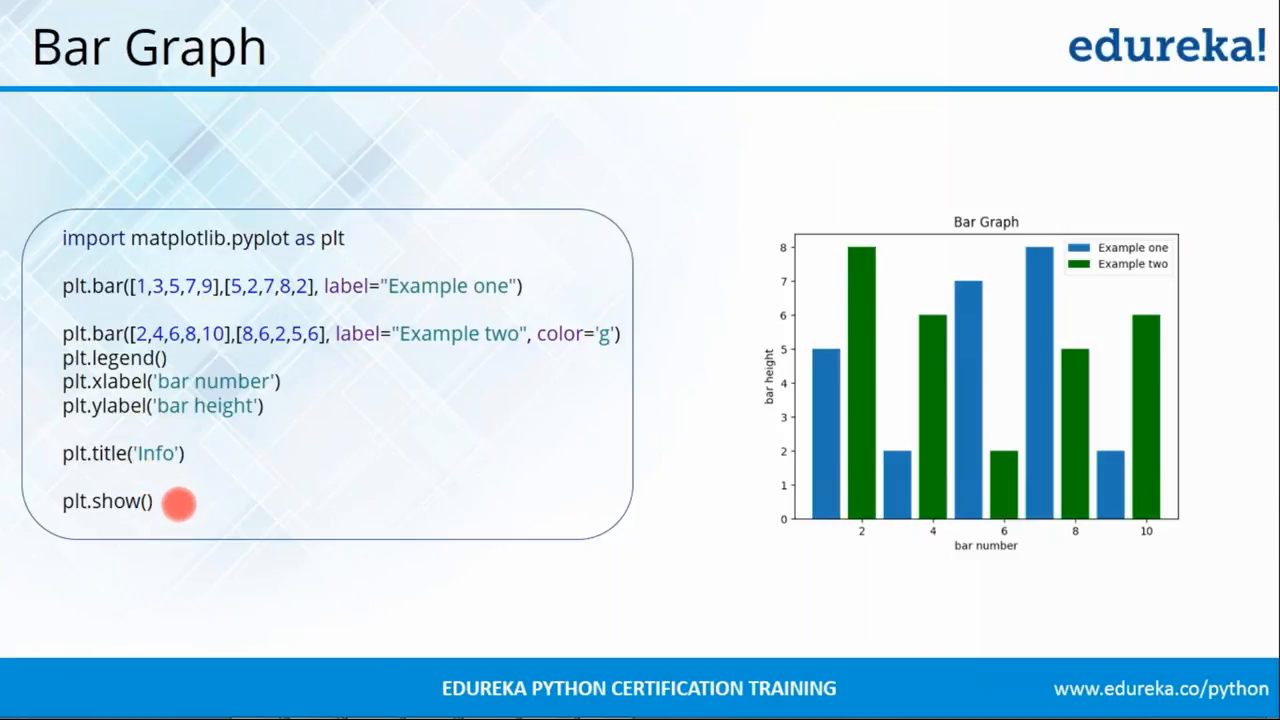 Bar Graph
edureka!
import matplotlib.pyplot as plt
plt.bar([1,3,5,7,9],[5,2,7,8,2], label="Example one")
plt.bar([2,4,6,8,10],[8,6,2,5,6], label="Example two", color='g')
plt.legend()
plt.xlabel('bar number')
plt.ylabel('bar height')
plt.title('Info')
plt.show()
Bar Graph
Example one
Example two
8
7
6
5
4
3
2
1
0
bar height
2 4 6 8 10
bar number
EDUREKA PYTHON CERTIFICATION TRAINING
www.edureka.co/python